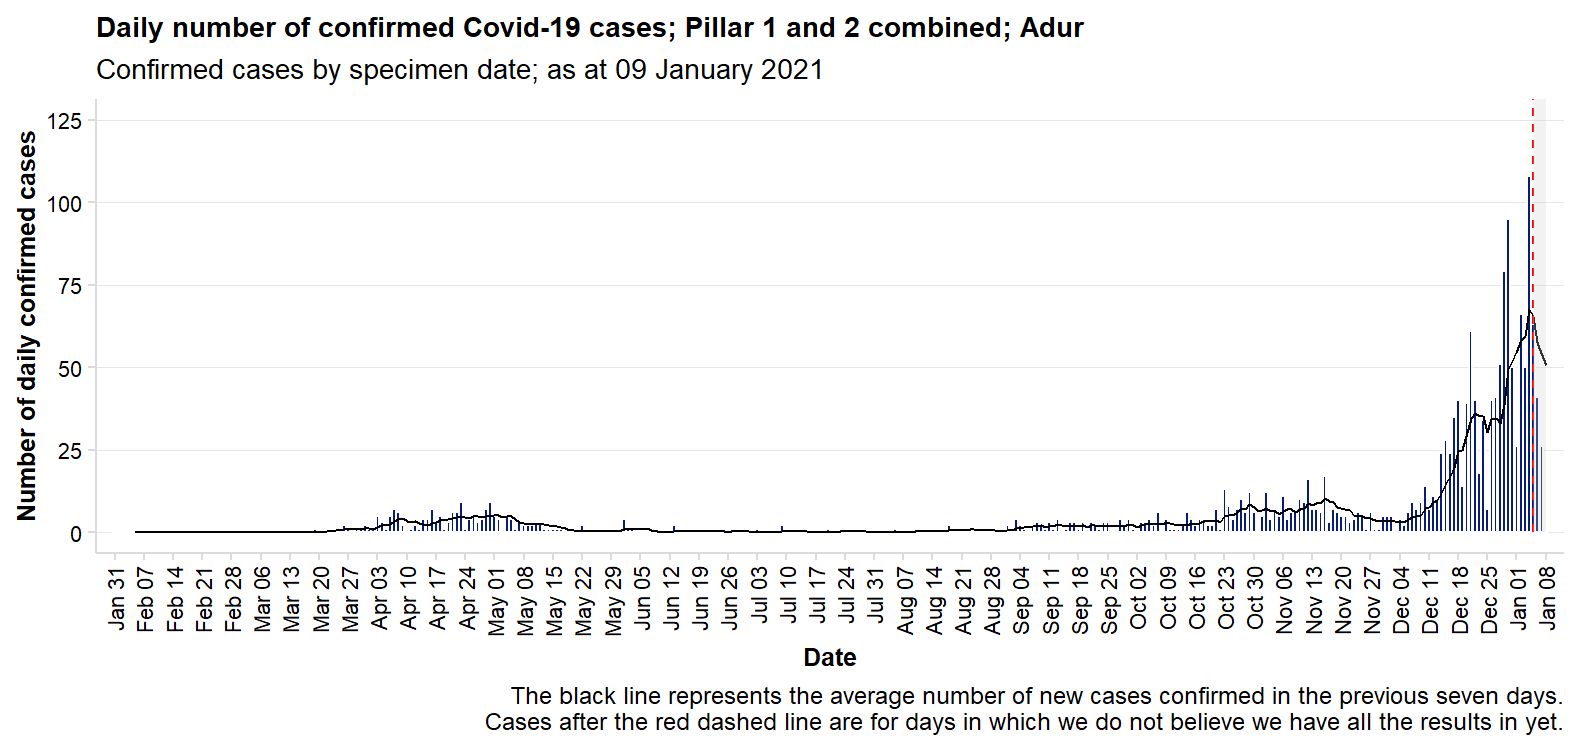 Daily number of confirmed Covid-19 cases; Pillar 1 and 2 combined; Adur
Confirmed cases by specimen date; as at 09 January 2021
Number of daily confirmed cases
125
100
75
50
25
0
Jan 31
Feb 07
Feb 14
Feb 21
Feb 28
Mar 06
Mar 13
Mar 20
Mar 27
Apr 03
Apr 10
Apr 17
Apr 24
May 01
May 08
May 15
May 22
May 29
Jun 05
Jun 12
Jun 19
Jun 26
Jul 03
Jul 10
Jul 17
Jul 24
Jul 31
Aug 07
Aug 14
Aug 21
Aug 28
Sep 04
Sep 11
Sep 18
Sep 25
Oct 02
Oct 09
Oct 16
Oct 23
Oct 30
Nov 06
Nov 13
Nov 20
Nov 27
Dec 04
Dec 11
Dec 18
Dec 25
Jan 01
Jan 08
Date
The black line represents the average number of new cases confirmed in the previous seven days.
Cases after the red dashed line are for days in which we do not believe we have all the results in yet.